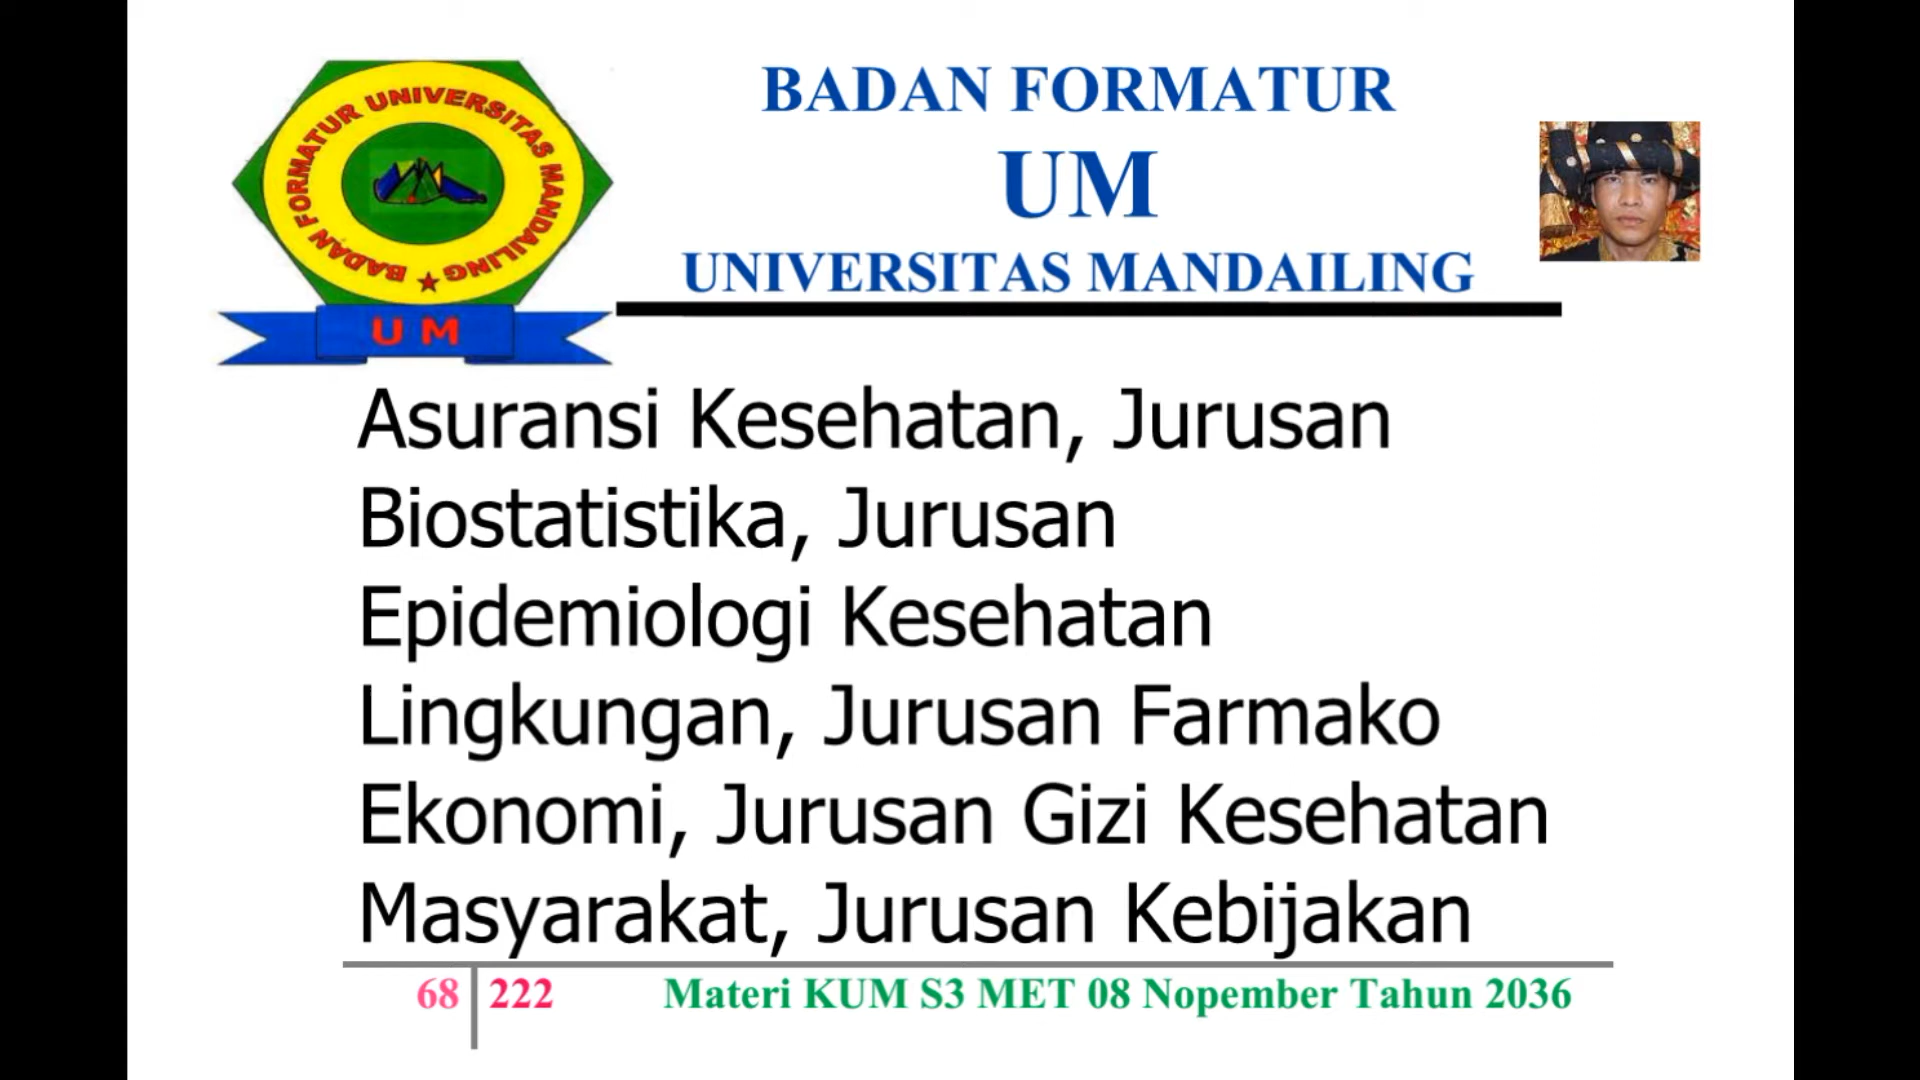 BADAN FORMATUR UNIVERSITAS MANDAILING
U M
BADAN FORMATUR
UM
UNIVERSITAS MANDAILING
Asuransi Kesehatan, Jurusan
Biostatistika, Jurusan
Epidemiologi Kesehatan
Lingkungan, Jurusan Farmako
Ekonomi, Jurusan Gizi Kesehatan
Masyarakat, Jurusan Kebijakan
68 222 Materi KUM S3 MET 08 Nopember Tahun 2036